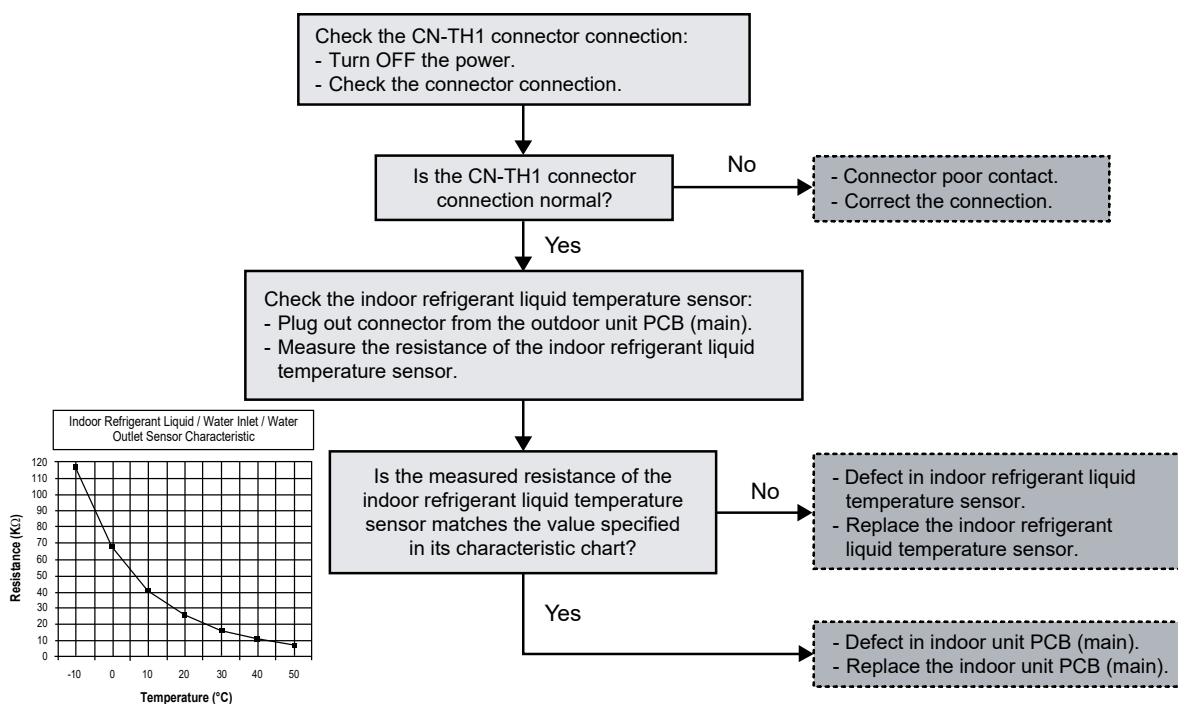 Check the CN-TH1 connector connection:
- Turn OFF the power.
- Check the connector connection.
Is the CN-TH1 connector
connection normal?
No
- Connector poor contact.
- Correct the connection.
Yes
Check the indoor refrigerant liquid temperature sensor:
- Plug out connector from the outdoor unit PCB (main).
- Measure the resistance of the indoor refrigerant liquid
temperature sensor.
Indoor Refrigerant Liquid / Water Inlet / Water
Outlet Sensor Characteristic
120
110
100
90
80
70
60
50
40
30
20
10
0
Resistance (KΩ)
-10 0 10 20 30 40 50
Temperature (°C)
Is the measured resistance of the
indoor refrigerant liquid temperature
sensor matches the value specified
in its characteristic chart?
No
- Defect in indoor refrigerant liquid
temperature sensor.
- Replace the indoor refrigerant
liquid temperature sensor.
Yes
- Defect in indoor unit PCB (main).
- Replace the indoor unit PCB (main).